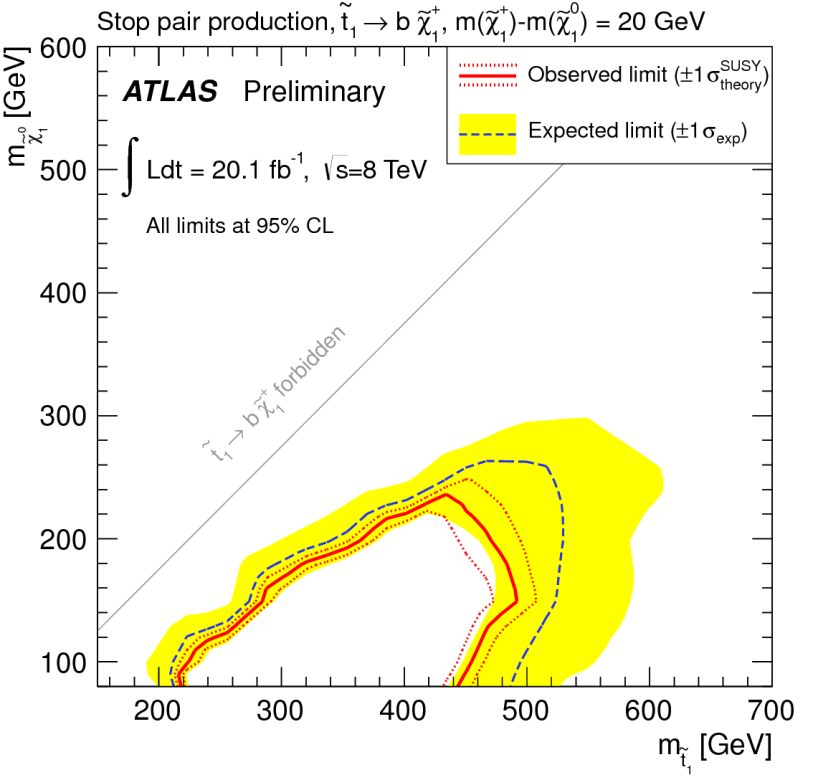 Stop pair production, t̃₁ → b χ̃₁⁺, m(χ̃₁⁺)-m(χ̃₁⁰) = 20 GeV
m_χ̃₁⁰ [GeV]
600
500
400
300
200
100
ATLAS Preliminary
∫ Ldt = 20.1 fb⁻¹, √s=8 TeV
All limits at 95% CL
Observed limit (±1 σ_theory^SUSY)
Expected limit (±1 σ_exp)
t̃₁ → b χ̃₁⁺ forbidden
200 300 400 500 600 700
m_t̃₁ [GeV]